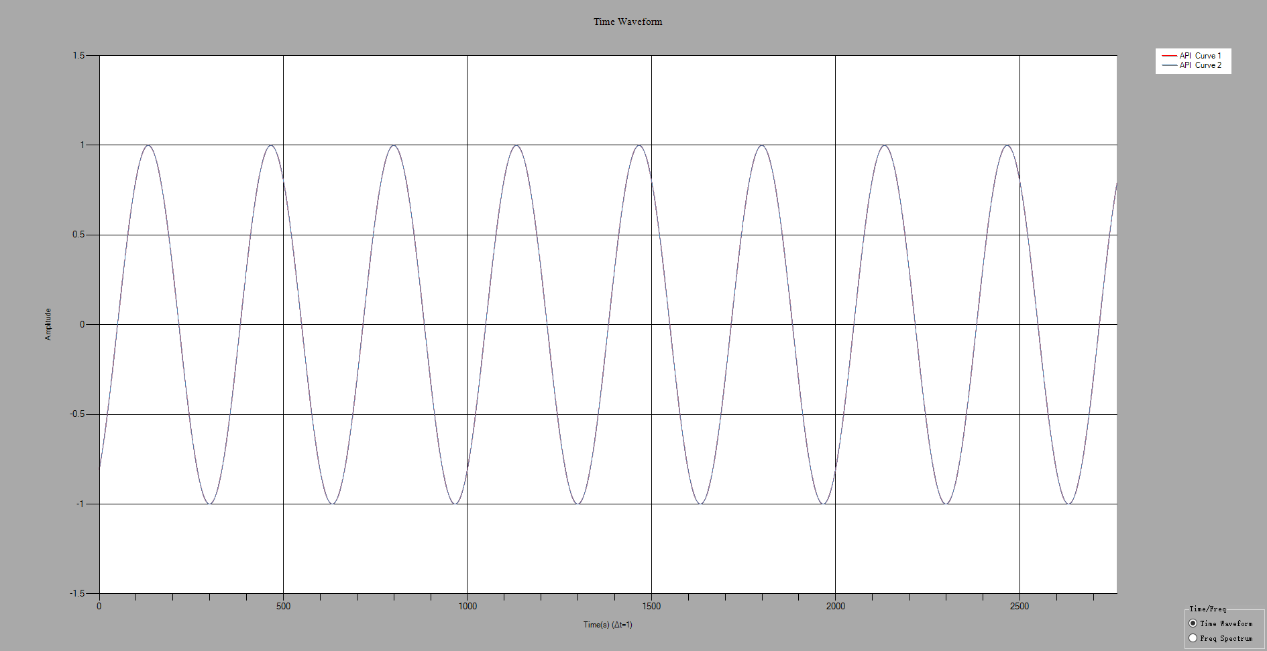 Time Waveform
1.5
API Curve 1
API Curve 2
1
0.5
Amplitude
0
-0.5
-1
-1.5
0
500
1000
1500
2000
2500
Time(s) (Δt=1)
Time/Freq
Time Waveform
Freq Spectrum